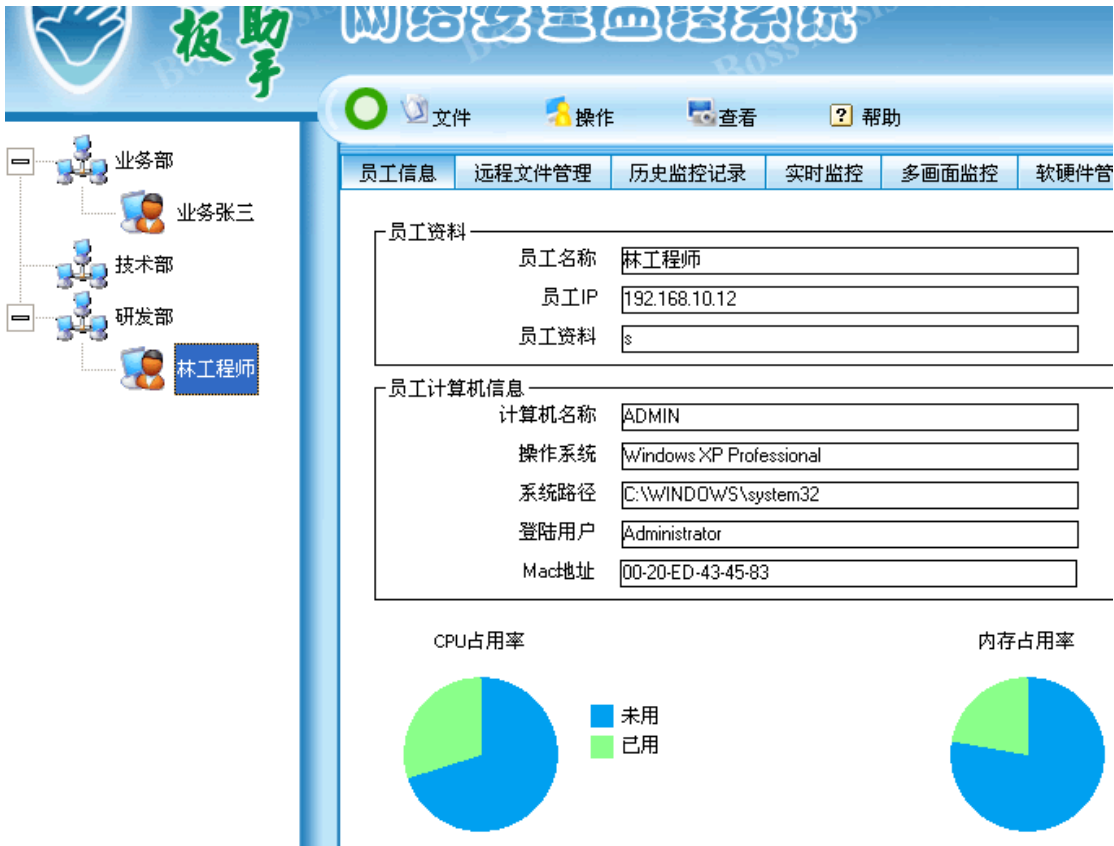 板助手
网络安全监控系统
文件 操作 查看 帮助
员工信息 远程文件管理 历史监控记录 实时监控 多画面监控 软硬件管
业务部
业务张三
技术部
研发部
林工程师
员工资料
员工名称 林工程师
员工IP 192.168.10.12
员工资料 s
员工计算机信息
计算机名称 ADMIN
操作系统 Windows XP Professional
系统路径 C:\WINDOWS\system32
登陆用户 Administrator
Mac地址 00-20-ED-43-45-83
CPU占用率
未用
已用
内存占用率